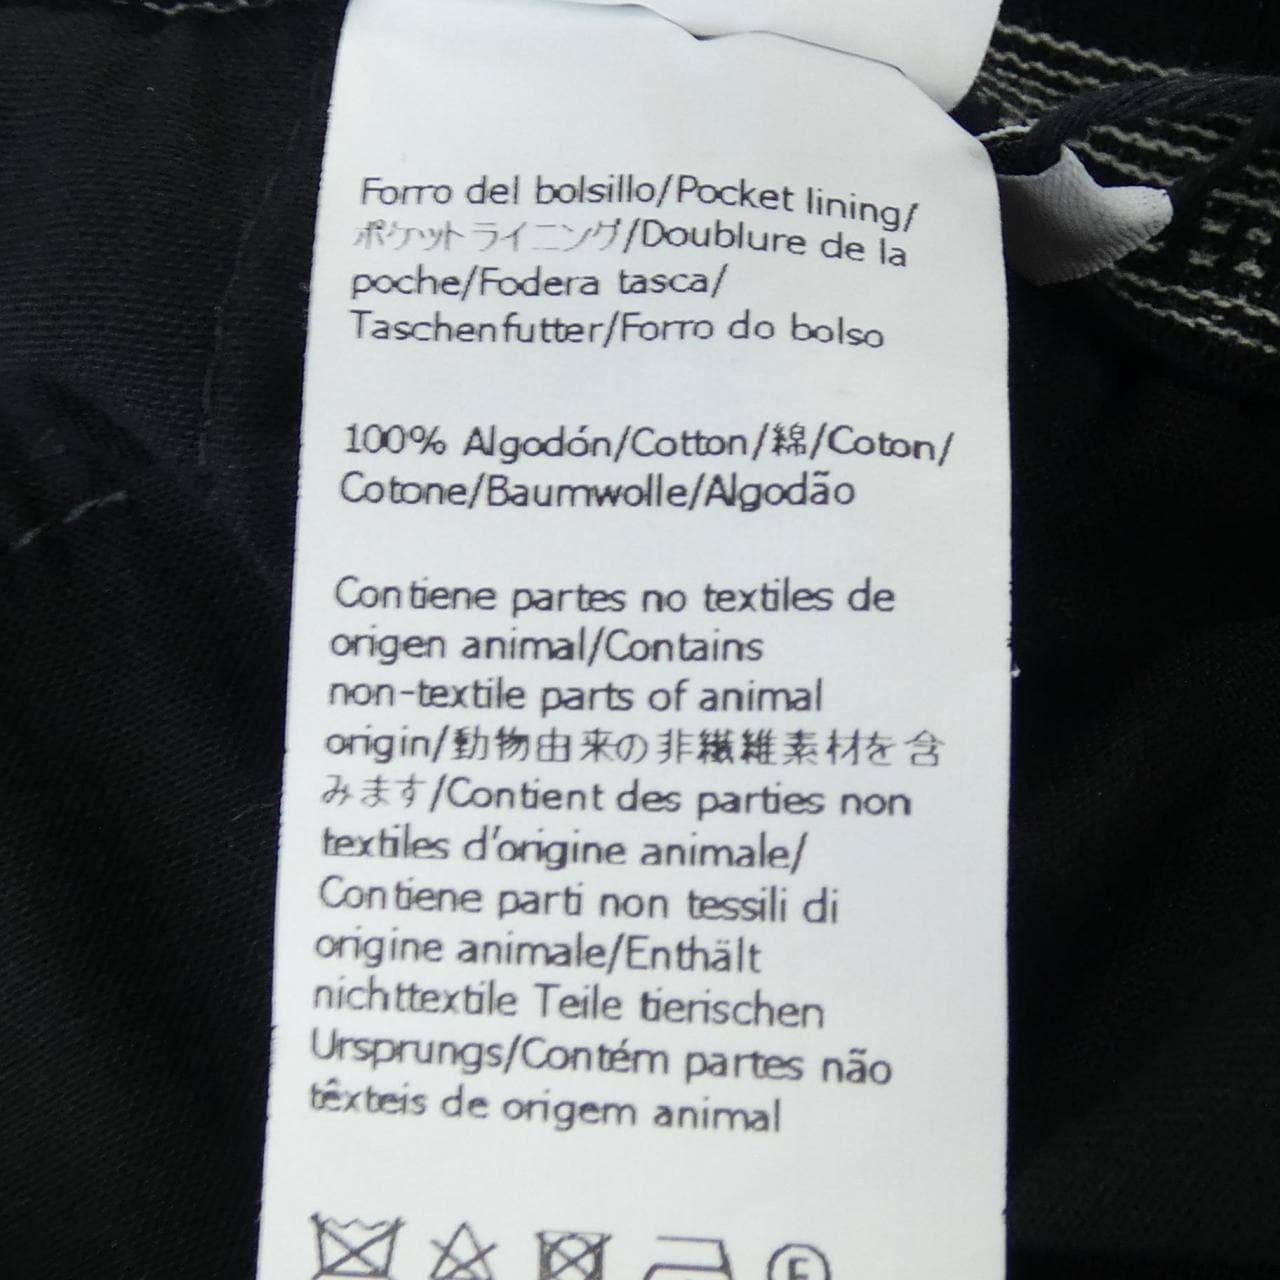 Forro del bolsillo/Pocket lining/
ポケットライニング/Doublure de la
poche/Fodera tasca/
Taschenfutter/Forro do bolso
100% Algodón/Cotton/綿/Coton/
Cotone/Baumwolle/Algodão
Contiene partes no textiles de
origen animal/Contains
non-textile parts of animal
origin/動物由来の非繊維素材を含
みます/Contient des parties non
textiles d'origine animale/
Contiene parti non tessili di
origine animale/Enthält
nichttextile Teile tierischen
Ursprungs/Contém partes não
têxteis de origem animal